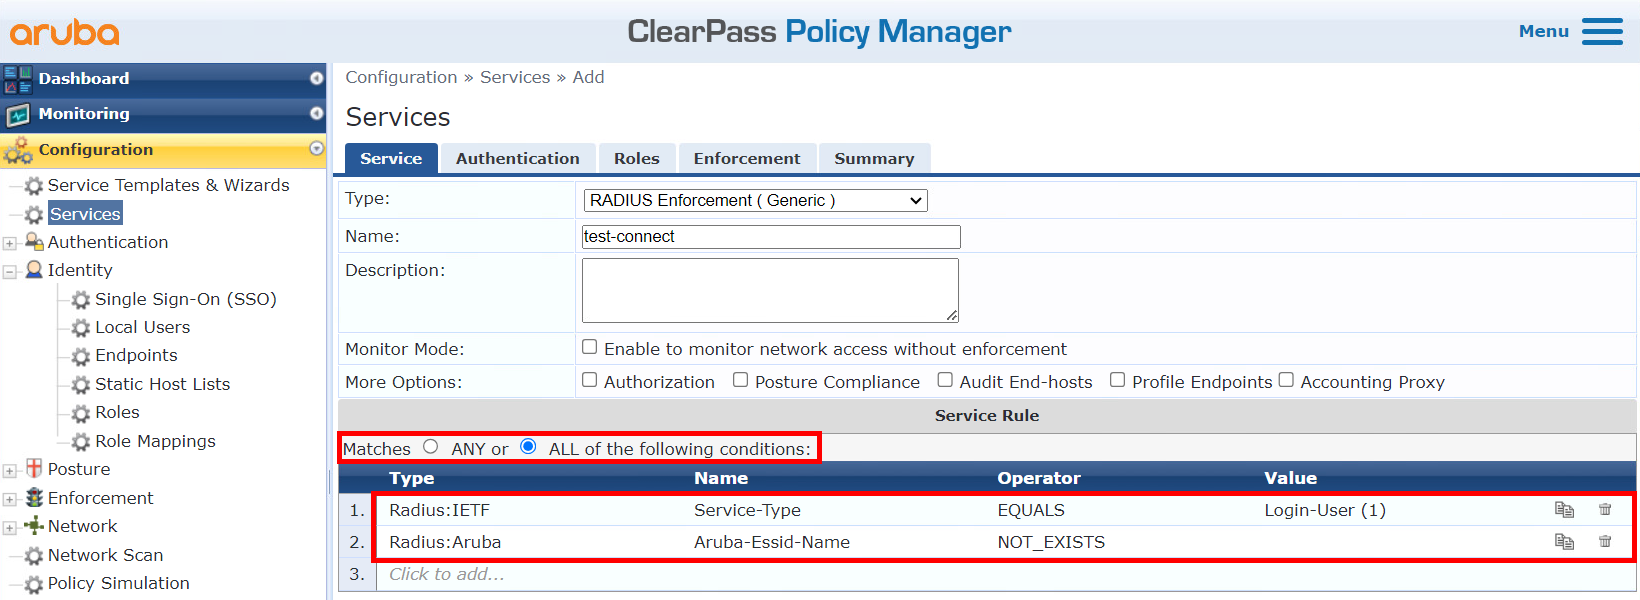 aruba
ClearPass Policy Manager
Menu
Dashboard
Monitoring
Configuration
Service Templates & Wizards
Services
Authentication
Identity
Single Sign-On (SSO)
Local Users
Endpoints
Static Host Lists
Roles
Role Mappings
Posture
Enforcement
Network
Network Scan
Policy Simulation
Configuration » Services » Add
Services
Service Authentication Roles Enforcement Summary
Type: RADIUS Enforcement ( Generic )
Name: test-connect
Description:
Monitor Mode: Enable to monitor network access without enforcement
More Options: Authorization Posture Compliance Audit End-hosts Profile Endpoints Accounting Proxy
Service Rule
Matches ANY or ALL of the following conditions:
Type Name Operator Value
1. Radius:IETF Service-Type EQUALS Login-User (1)
2. Radius:Aruba Aruba-Essid-Name NOT_EXISTS
3. Click to add...